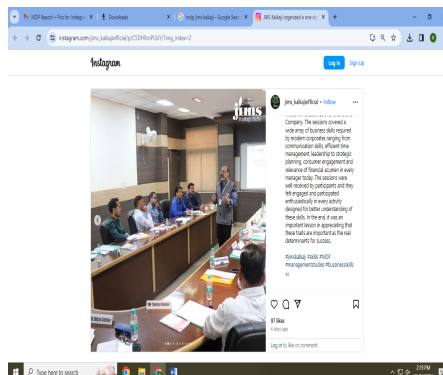 MDP Report – Pics for Instagr
Downloads
mdp jims kalkaji - Google Sear
JIMS Kalkaji organized a one da
instagram.com/jims_kalkajiofficial/p/C5DH8roPUsY/?img_index=2
Instagram
Log In
Sign Up
jims
Kalkaji Delhi
jims_kalkajiofficial • Follow
Company. The sessions covered a
wide array of business skills required
by modern corporates ranging from
communication skills, efficient time
management, leadership to strategic
planning, consumer engagement and
relevance of financial acumen in every
manager today. The sessions were
well received by participants and they
felt engaged and participated
enthusiastically in every activity
designed for better understanding of
these skills. In the end, it was an
important lesson in appreciating that
these traits are important as the real
determinants for success.
#jimskalkaji #skills #MDP
#managementstudies #bussinessskills
97 likes
4 days ago
Log in to like or comment.
Type here to search
2:19 PM